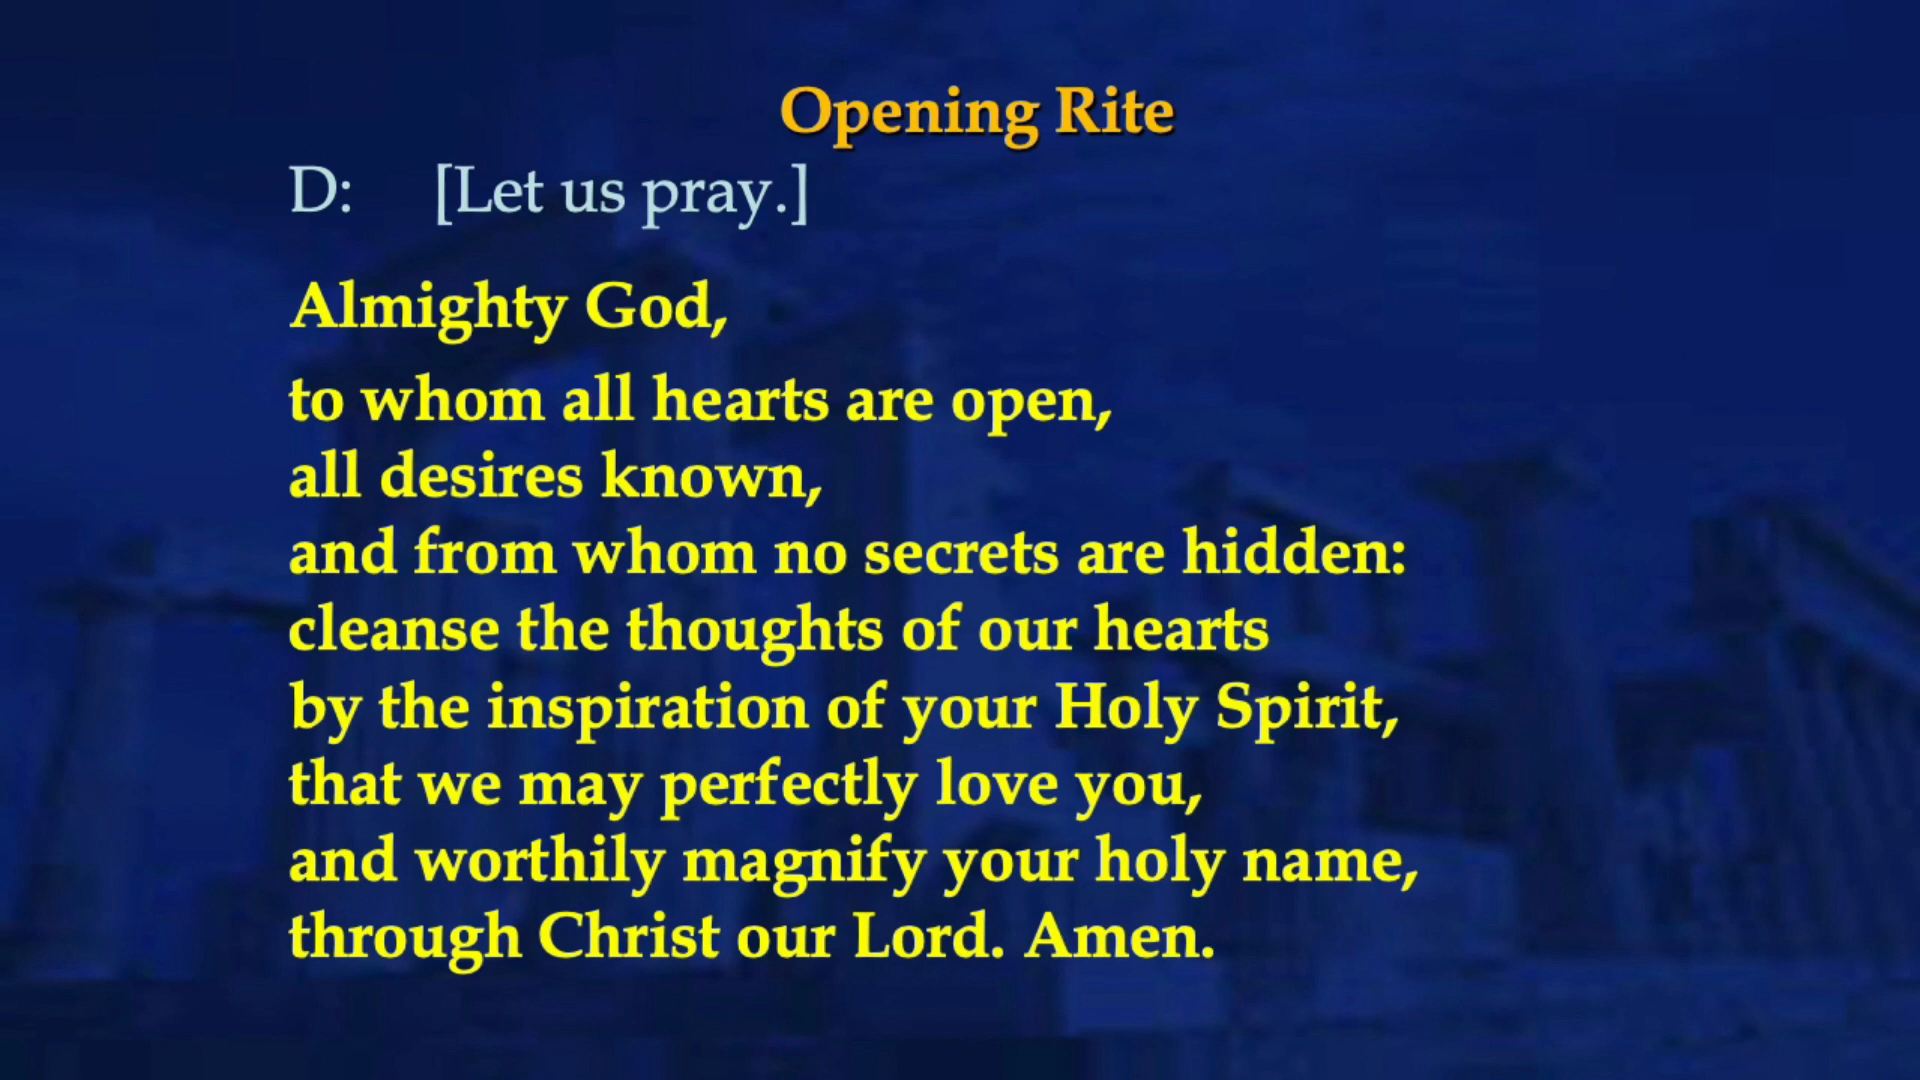 Opening Rite
D: [Let us pray.]
Almighty God,
to whom all hearts are open,
all desires known,
and from whom no secrets are hidden:
cleanse the thoughts of our hearts
by the inspiration of your Holy Spirit,
that we may perfectly love you,
and worthily magnify your holy name,
through Christ our Lord. Amen.